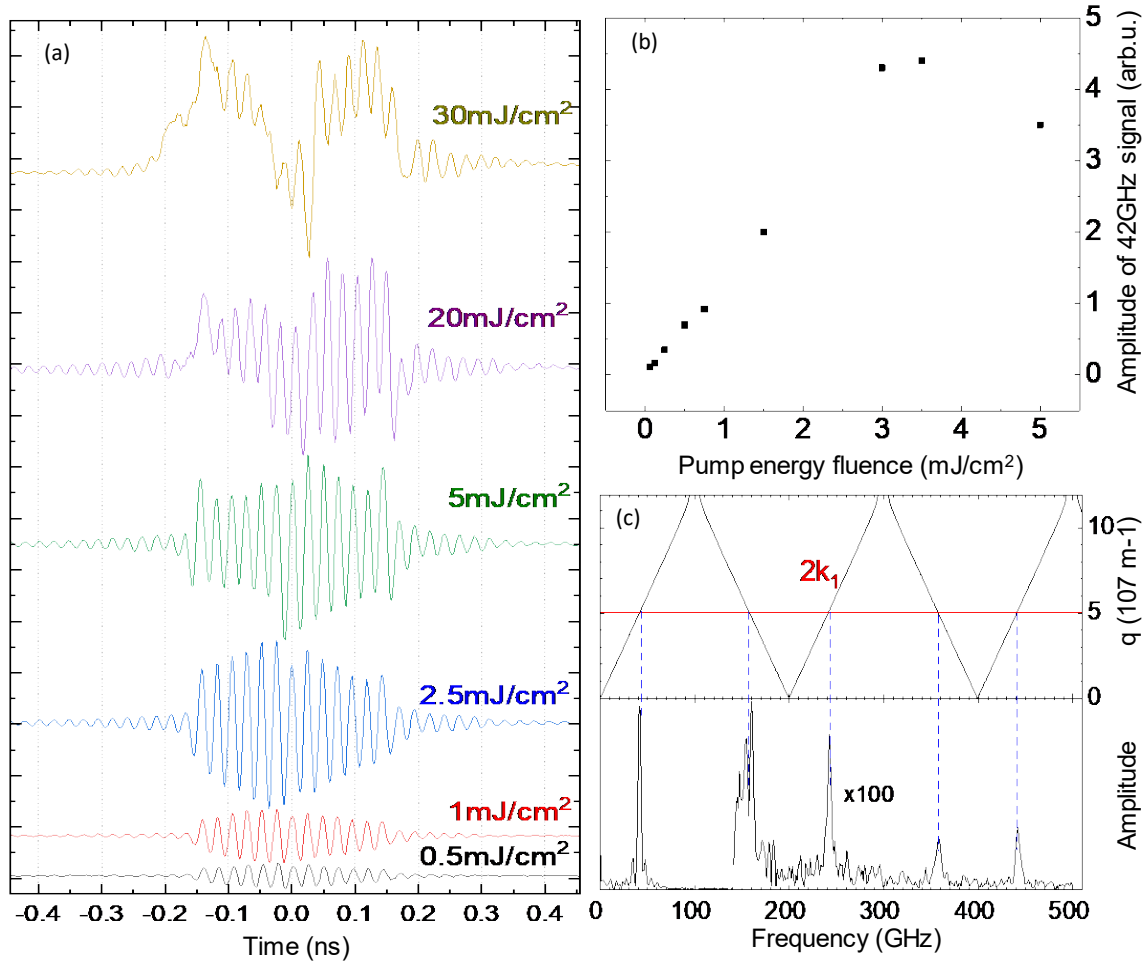 (a)
30mJ/cm²
20mJ/cm²
5mJ/cm²
2.5mJ/cm²
1mJ/cm²
0.5mJ/cm²
-0.4 -0.3 -0.2 -0.1 0.0 0.1 0.2 0.3 0.4
Time (ns)
(b)
5
4
3
2
1
0
Amplitude of 42GHz signal (arb.u.)
0 1 2 3 4 5
Pump energy fluence (mJ/cm²)
(c)
2k₁
10
5
0
q (107 m-1)
x100
Amplitude
0 100 200 300 400 500
Frequency (GHz)